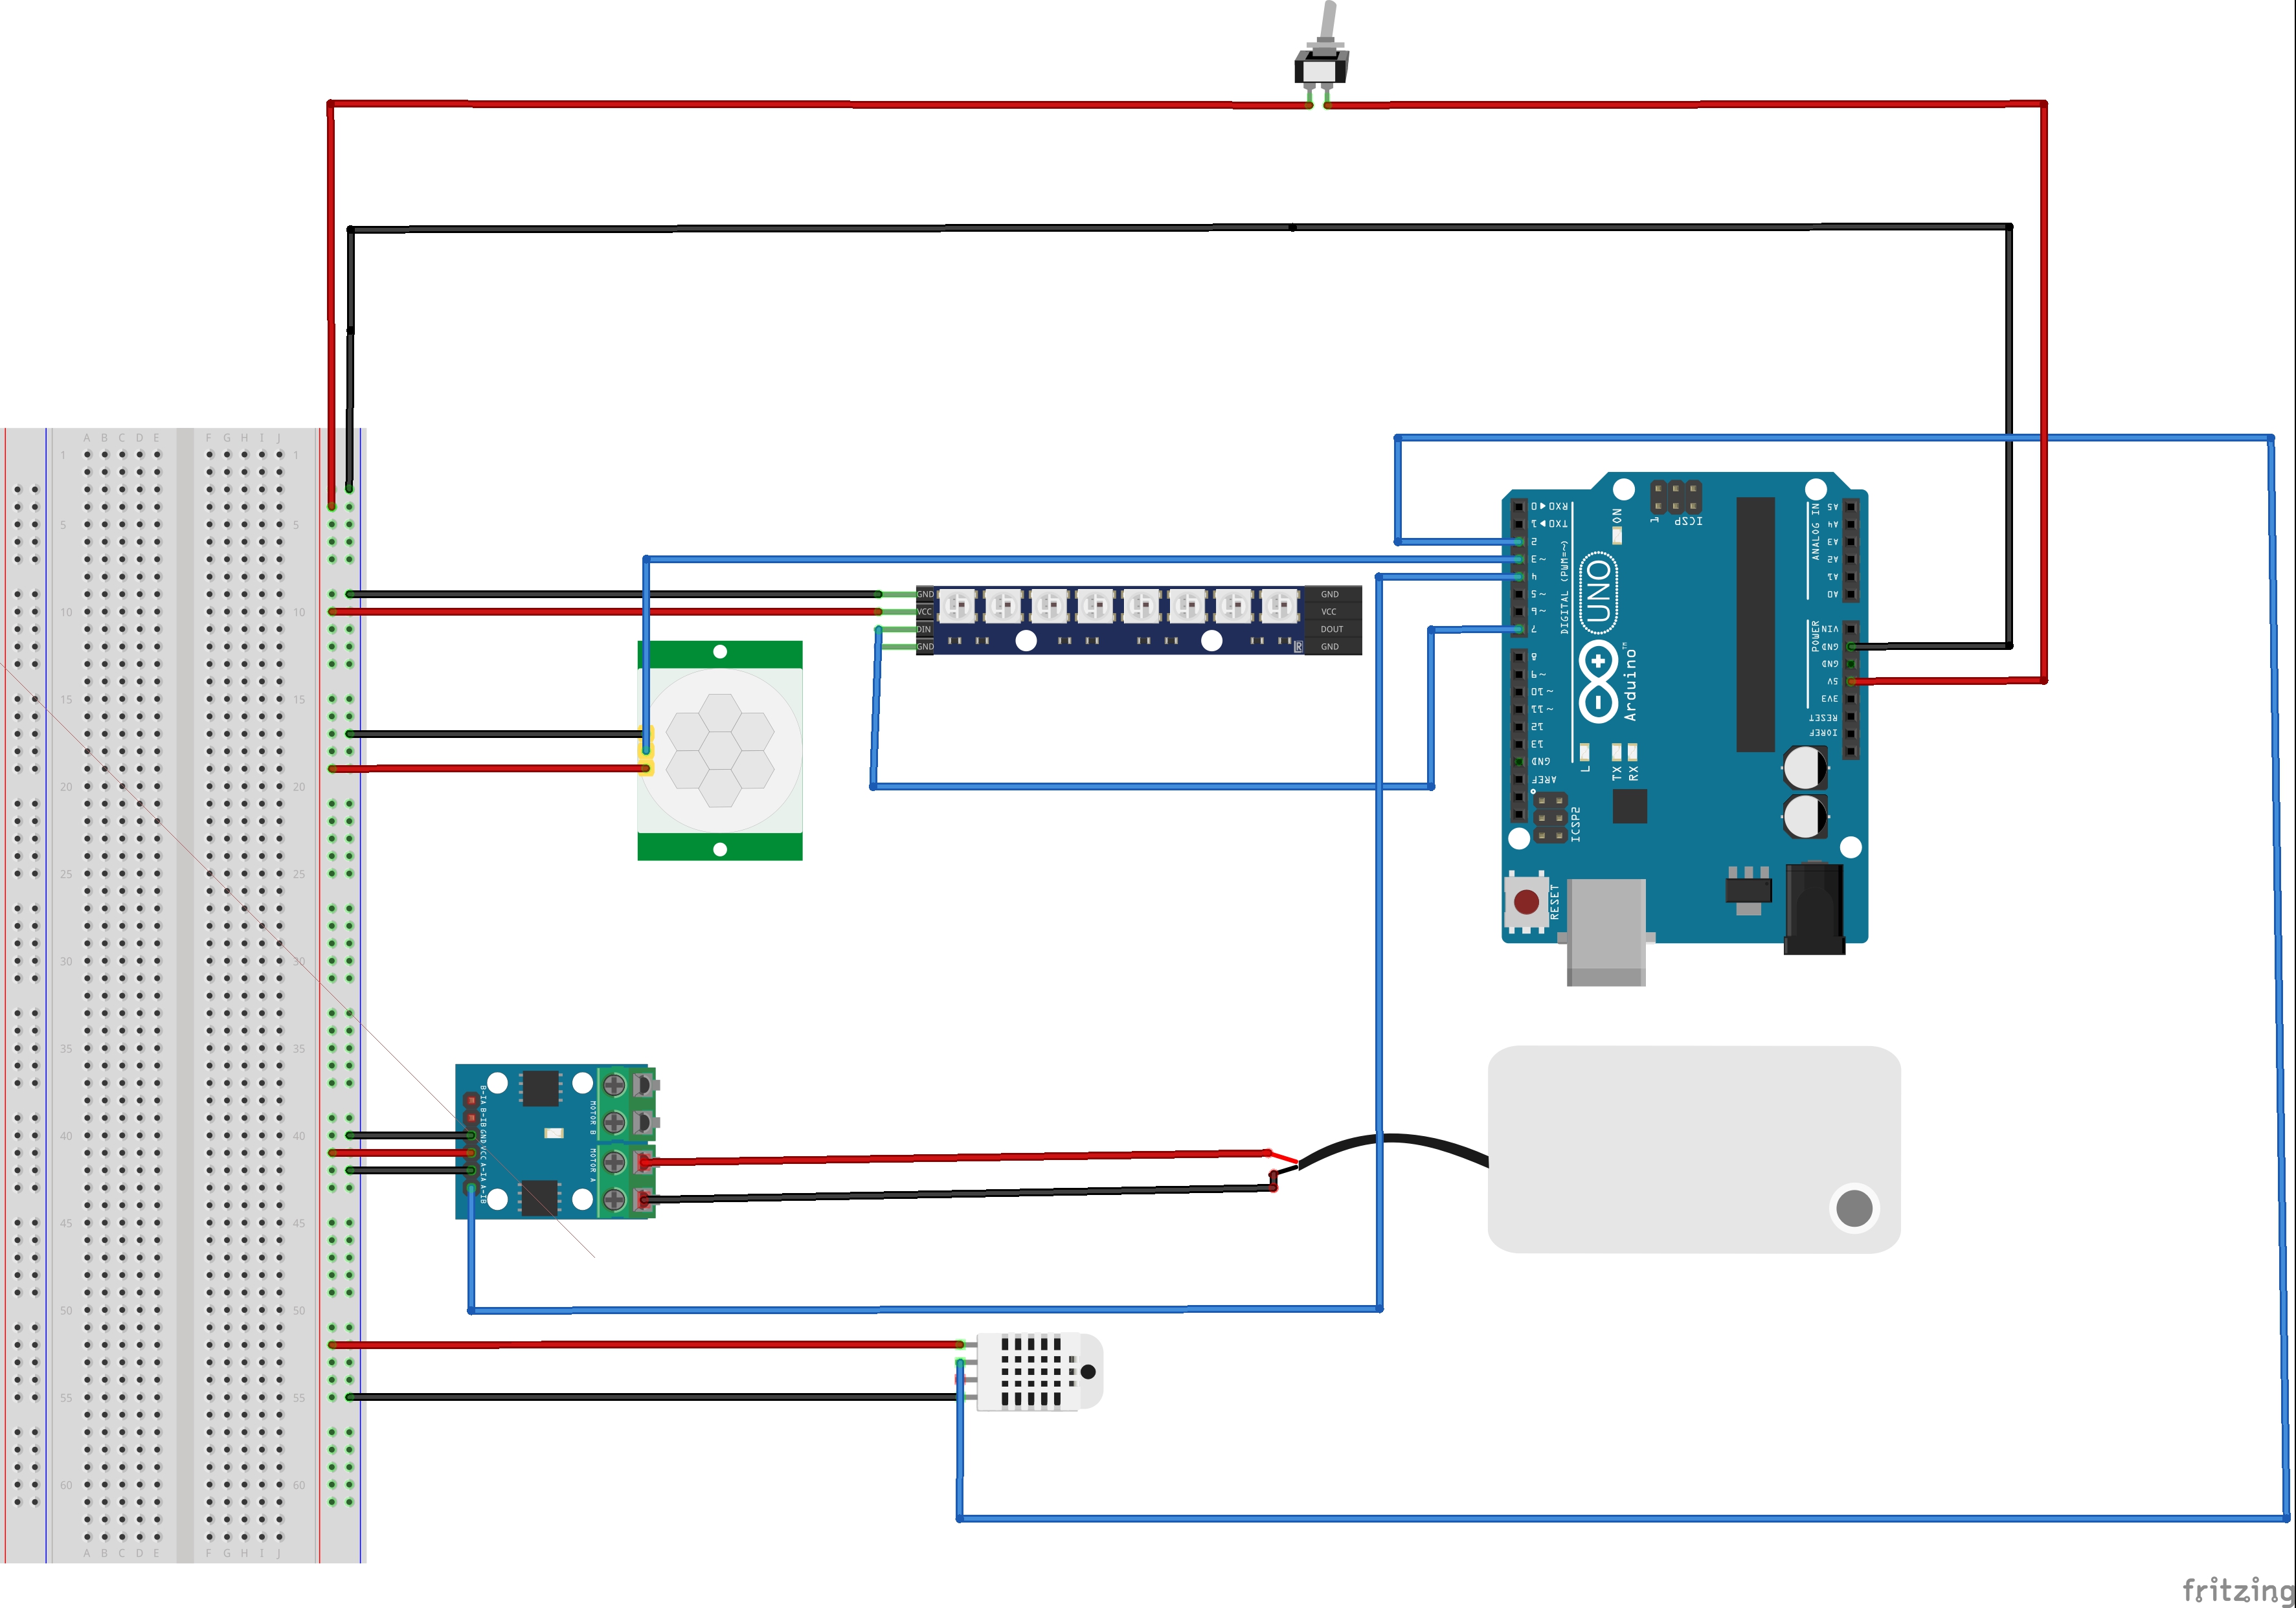 A B C D E F G H I J
1 1
5 5
10 10
15 15
20 20
25 25
30 30
35 35
40 40
45 45
50 50
55 55
60 60
A B C D E F G H I J
GND
VCC
DIN
GND
GND
VCC
DOUT
GND
R
RX0 ◀ 0
TX0 ▶ 1
2
~ 3
4
~ 5
~ 6
7
8
~ 9
~ 10
~ 11
12
13
GND
AREF
DIGITAL (PWM=~)
ON
1
ICSP
UNO
Arduino™
L
TX
RX
ICSP2
RESET
A5
A4
A3
A2
A1
A0
ANALOG IN
VIN
GND
GND
5V
3V3
RESET
IOREF
POWER
B-IA
B-IB
GND
VCC
A-IA
A-IB
MOTOR B
MOTOR A
fritzing